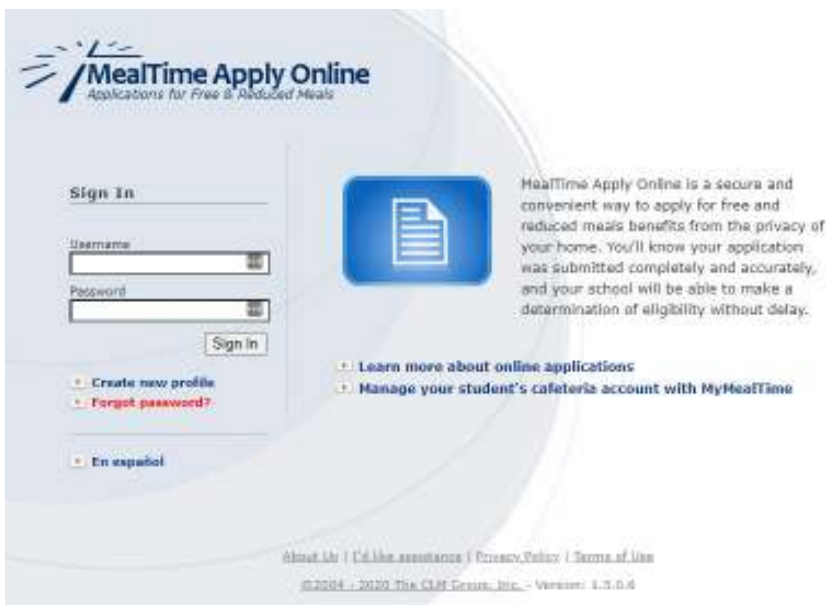 MealTime Apply Online
Applications for Free & Reduced Meals
Sign In
Username
Password
Sign In
Create new profile
Forgot password?
En español
MealTime Apply Online is a secure and
convenient way to apply for free and
reduced meals benefits from the privacy of
your home. You'll know your application
was submitted completely and accurately,
and your school will be able to make a
determination of eligibility without delay.
Learn more about online applications
Manage your student's cafeteria account with MyMealTime
About Us | I'd like assistance | Privacy Policy | Terms of Use
©2004 - 2020 The CLM Group, Inc. - Version: 1.5.0.6